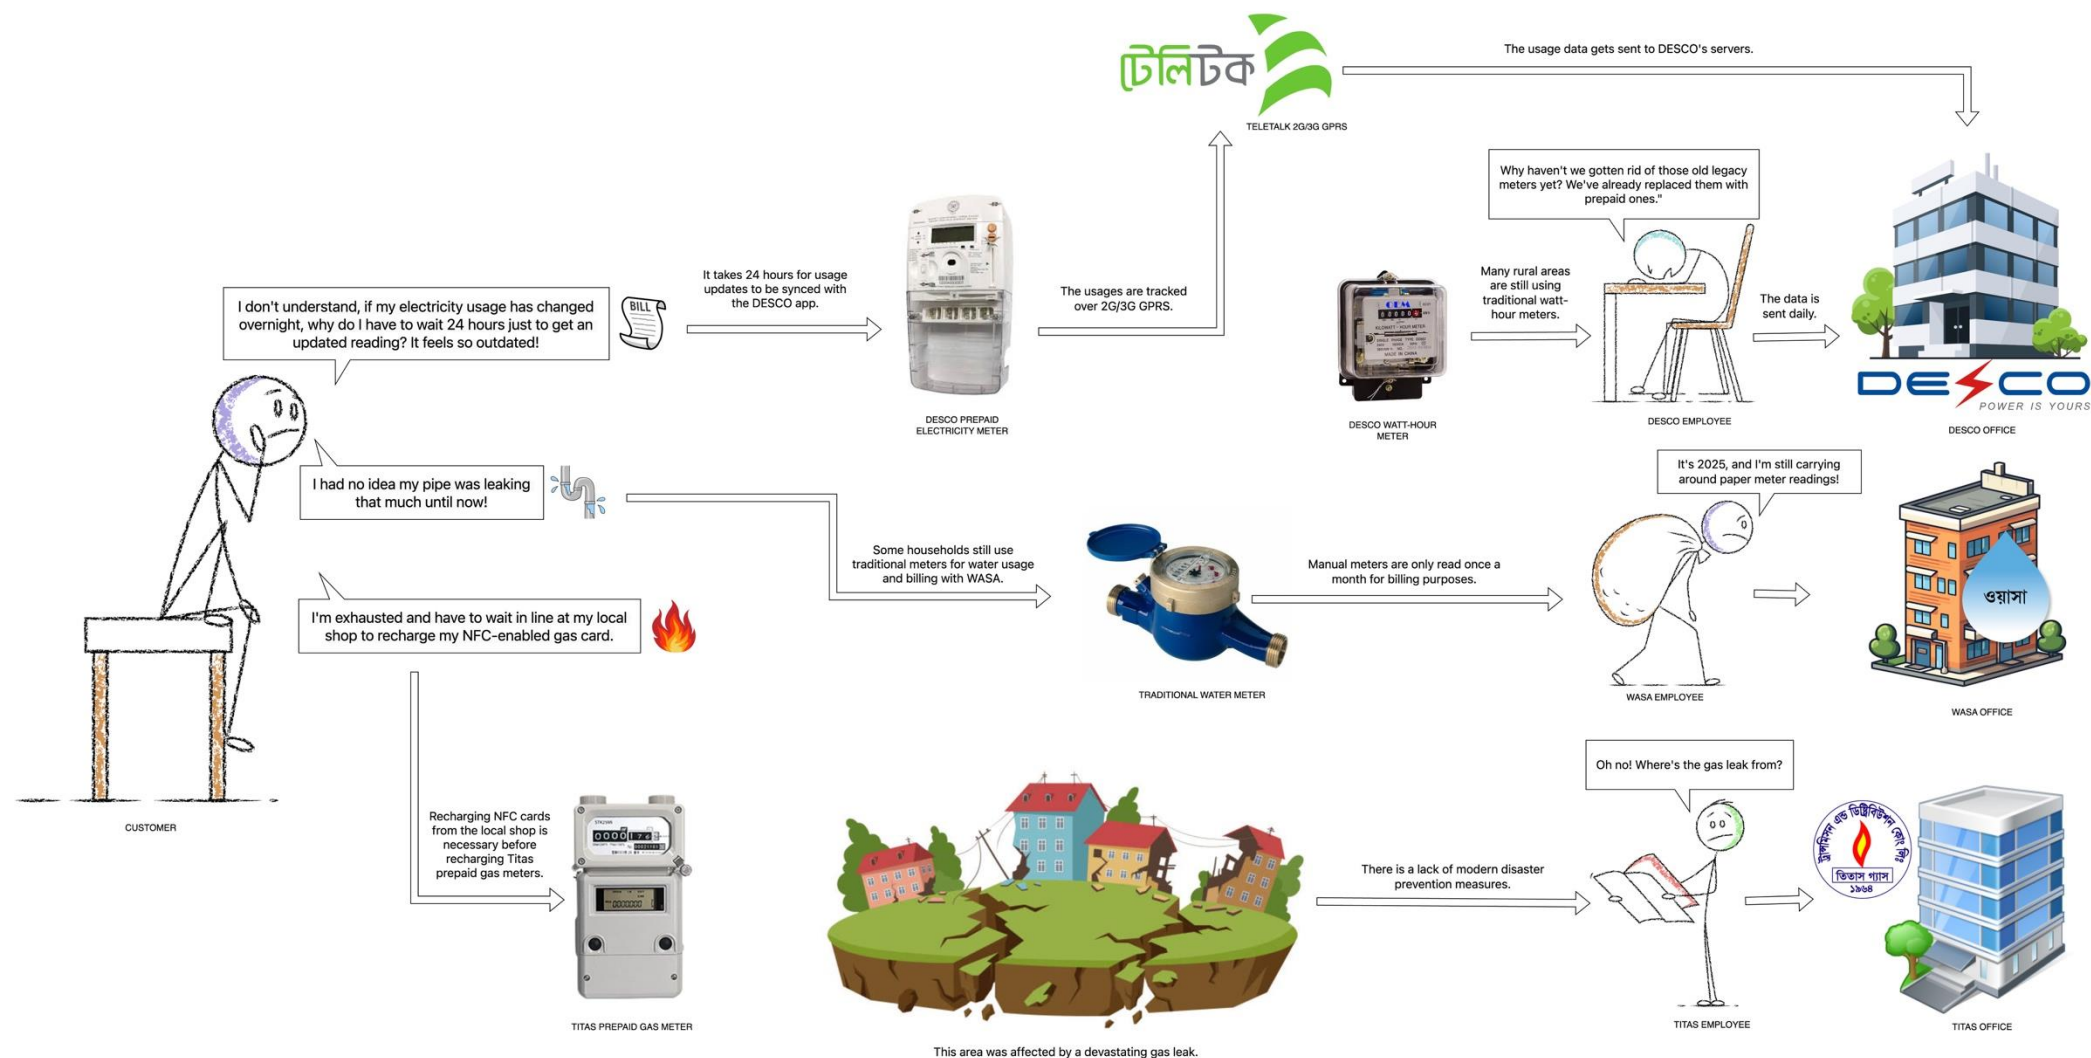 টেলিটক
TELETALK 2G/3G GPRS
The usage data gets sent to DESCO's servers.
I don't understand, if my electricity usage has changed
overnight, why do I have to wait 24 hours just to get an
updated reading? It feels so outdated!
BILL
It takes 24 hours for usage
updates to be synced with
the DESCO app.
DESCO PREPAID
ELECTRICITY METER
The usages are tracked
over 2G/3G GPRS.
KILOWATT-HOUR METER
MADE IN CHINA
DESCO WATT-HOUR
METER
Many rural areas
are still using
traditional watt-
hour meters.
Why haven't we gotten rid of those old legacy
meters yet? We've already replaced them with
prepaid ones."
DESCO EMPLOYEE
The data is
sent daily.
DESCO
POWER IS YOURS
DESCO OFFICE
I had no idea my pipe was leaking
that much until now!
Some households still use
traditional meters for water usage
and billing with WASA.
TRADITIONAL WATER METER
Manual meters are only read once a
month for billing purposes.
It's 2025, and I'm still carrying
around paper meter readings!
WASA EMPLOYEE
ওয়াসা
WASA OFFICE
I'm exhausted and have to wait in line at my local
shop to recharge my NFC-enabled gas card.
CUSTOMER
Recharging NFC cards
from the local shop is
necessary before
recharging Titas
prepaid gas meters.
TITAS PREPAID GAS METER
This area was affected by a devastating gas leak.
There is a lack of modern disaster
prevention measures.
Oh no! Where's the gas leak from?
TITAS EMPLOYEE
ট্রান্সমিসন এন্ড ডিষ্ট্রিবিউশন কোং লিঃ
তিতাস গ্যাস
১৯৬৪
TITAS OFFICE